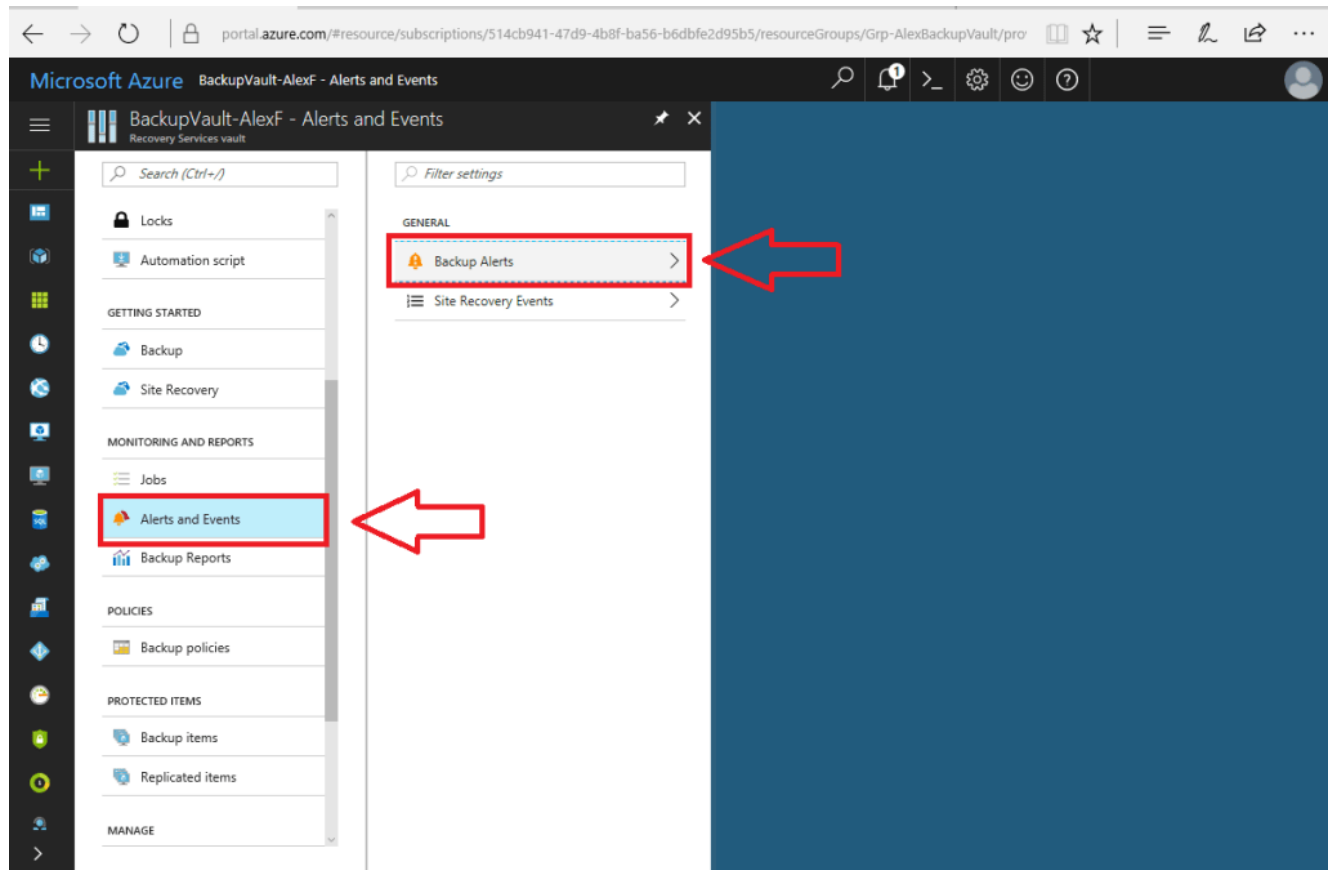 portal.azure.com/#resource/subscriptions/514cb941-47d9-4b8f-ba56-b6dbfe2d95b5/resourceGroups/Grp-AlexBackupVault/pro
Microsoft Azure BackupVault-AlexF - Alerts and Events
1
BackupVault-AlexF - Alerts and Events
Recovery Services vault
Search (Ctrl+/)
Locks
Automation script
GETTING STARTED
Backup
Site Recovery
MONITORING AND REPORTS
Jobs
Alerts and Events
Backup Reports
POLICIES
Backup policies
PROTECTED ITEMS
Backup items
Replicated items
MANAGE
Filter settings
GENERAL
Backup Alerts
Site Recovery Events